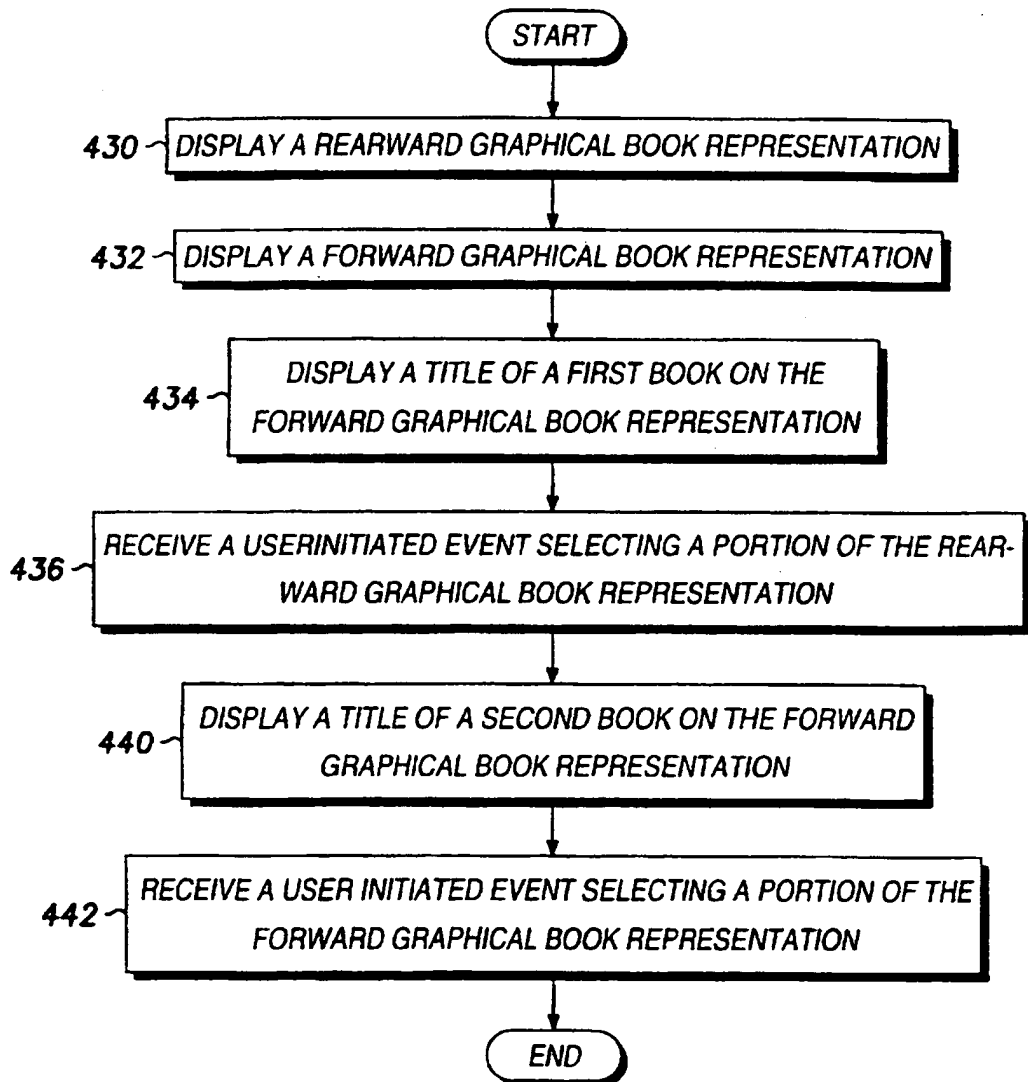 START
430 DISPLAY A REARWARD GRAPHICAL BOOK REPRESENTATION
432 DISPLAY A FORWARD GRAPHICAL BOOK REPRESENTATION
434 DISPLAY A TITLE OF A FIRST BOOK ON THE
FORWARD GRAPHICAL BOOK REPRESENTATION
436 RECEIVE A USERINITIATED EVENT SELECTING A PORTION OF THE REAR-
WARD GRAPHICAL BOOK REPRESENTATION
440 DISPLAY A TITLE OF A SECOND BOOK ON THE FORWARD
GRAPHICAL BOOK REPRESENTATION
442 RECEIVE A USER INITIATED EVENT SELECTING A PORTION OF THE
FORWARD GRAPHICAL BOOK REPRESENTATION
END